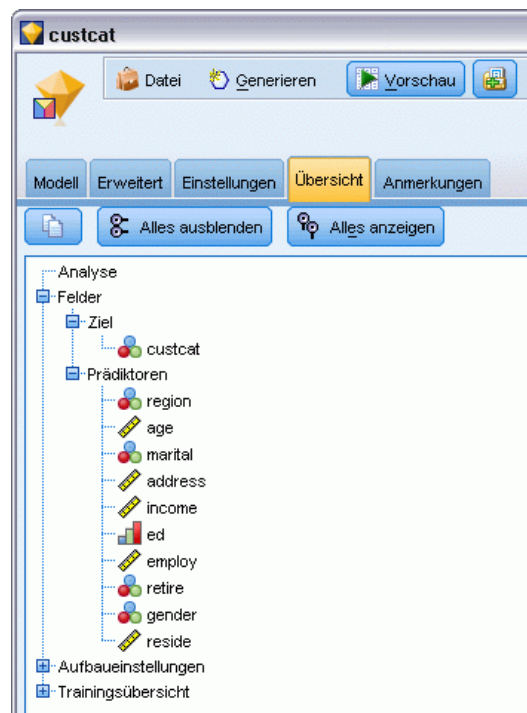 custcat
Datei Generieren Vorschau
Modell Erweitert Einstellungen Übersicht Anmerkungen
Alles ausblenden Alles anzeigen
Analyse
Felder
Ziel
custcat
Prädiktoren
region
age
marital
address
income
ed
employ
retire
gender
reside
Aufbaueinstellungen
Trainingsübersicht